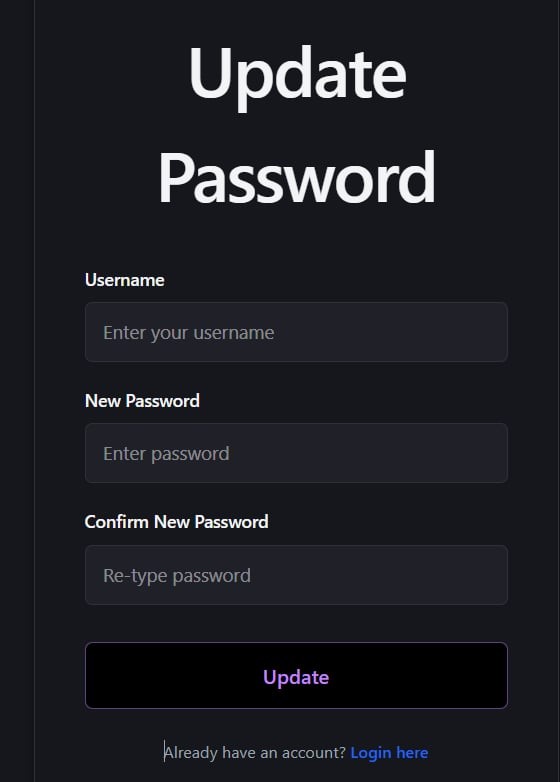 Update
Password
Username
Enter your username
New Password
Enter password
Confirm New Password
Re-type password
Update
Already have an account? Login here